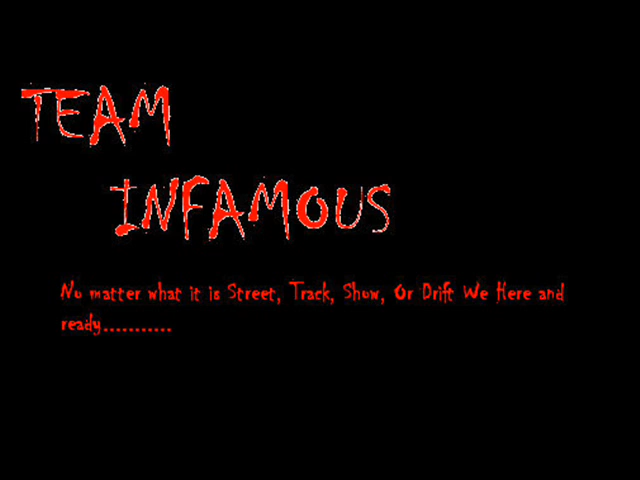 TEAM
INFAMOUS
No matter what it is Street, Track, Show, Or Drift We Here and
ready...........